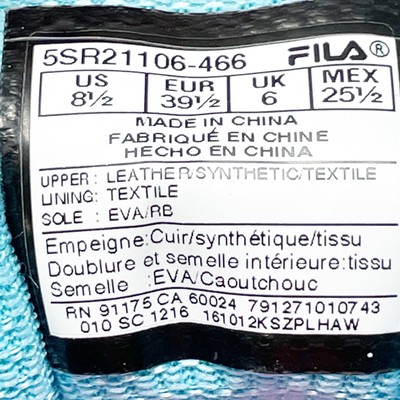 5SR21106-466 FILA®
US EUR UK MEX
8½ 39½ 6 25½
MADE IN CHINA
FABRIQUÉ EN CHINE
HECHO EN CHINA
UPPER : LEATHER/SYNTHETIC/TEXTILE
LINING: TEXTILE
SOLE : EVA/RB
Empeigne:Cuir/synthétique/tissu
Doublure et semelle intérieure:tissu
Semelle :EVA/Caoutchouc
RN 91175 CA 60024 791271010743
010 SC 1216 161012KSZPLHAW